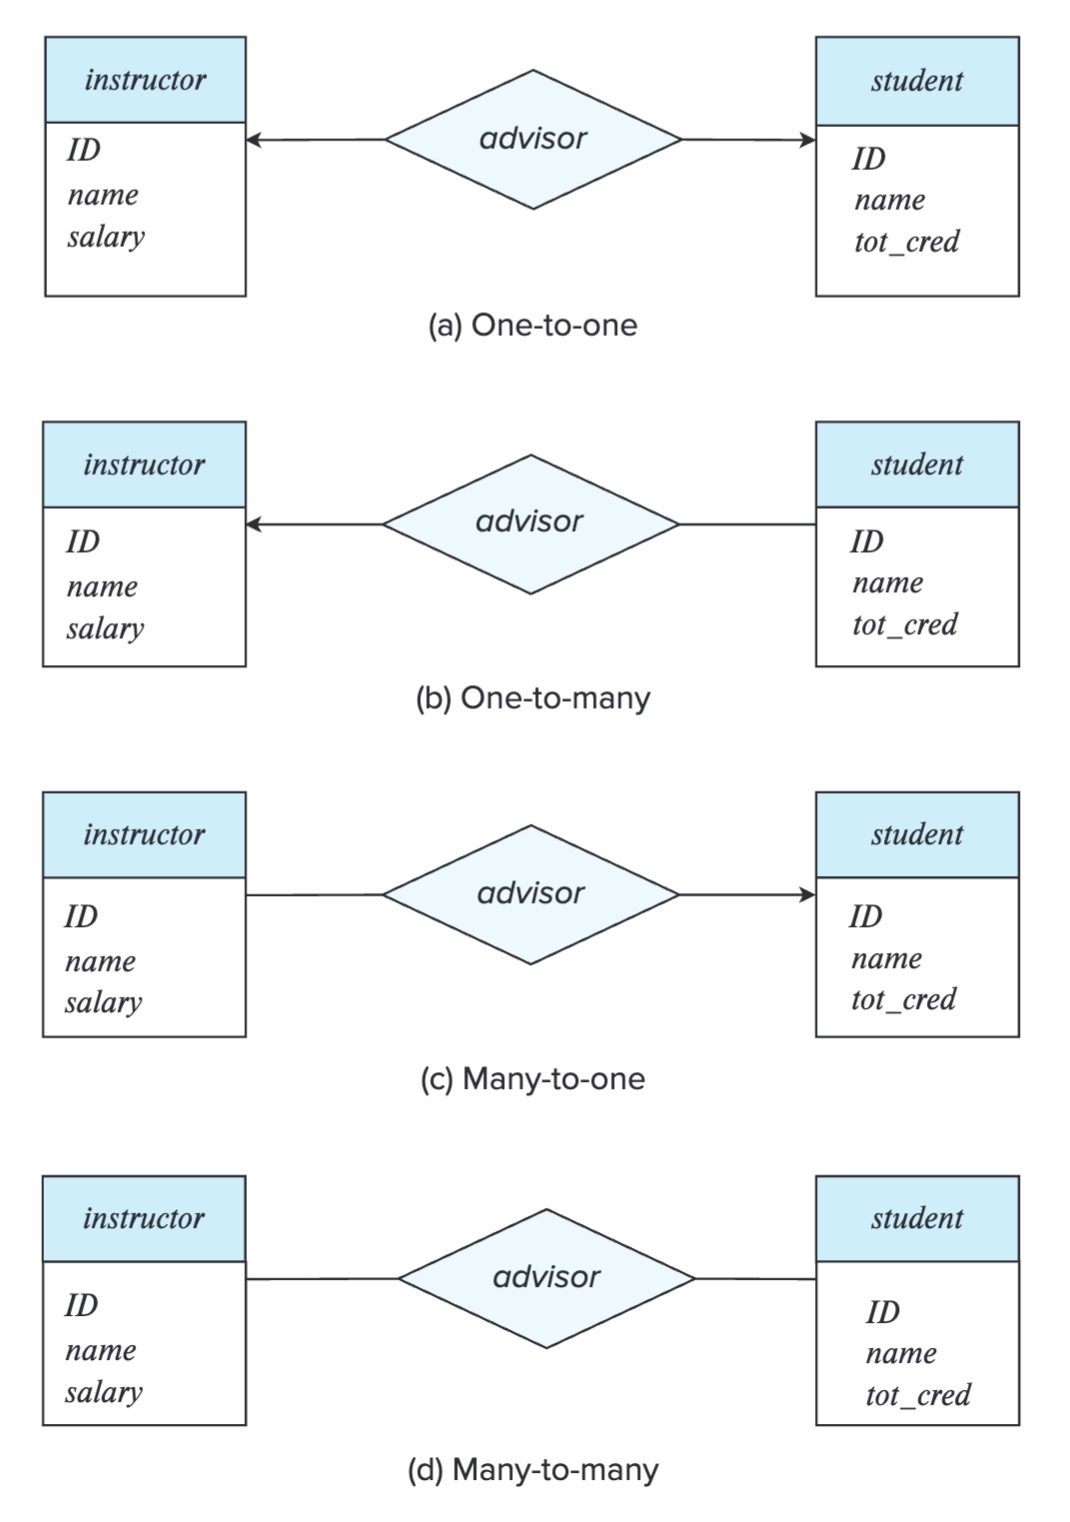 instructor
student
advisor
ID
name
salary
ID
name
tot_cred
(a) One-to-one
instructor
student
advisor
ID
name
salary
ID
name
tot_cred
(b) One-to-many
instructor
student
advisor
ID
name
salary
ID
name
tot_cred
(c) Many-to-one
instructor
student
advisor
ID
name
salary
ID
name
tot_cred
(d) Many-to-many